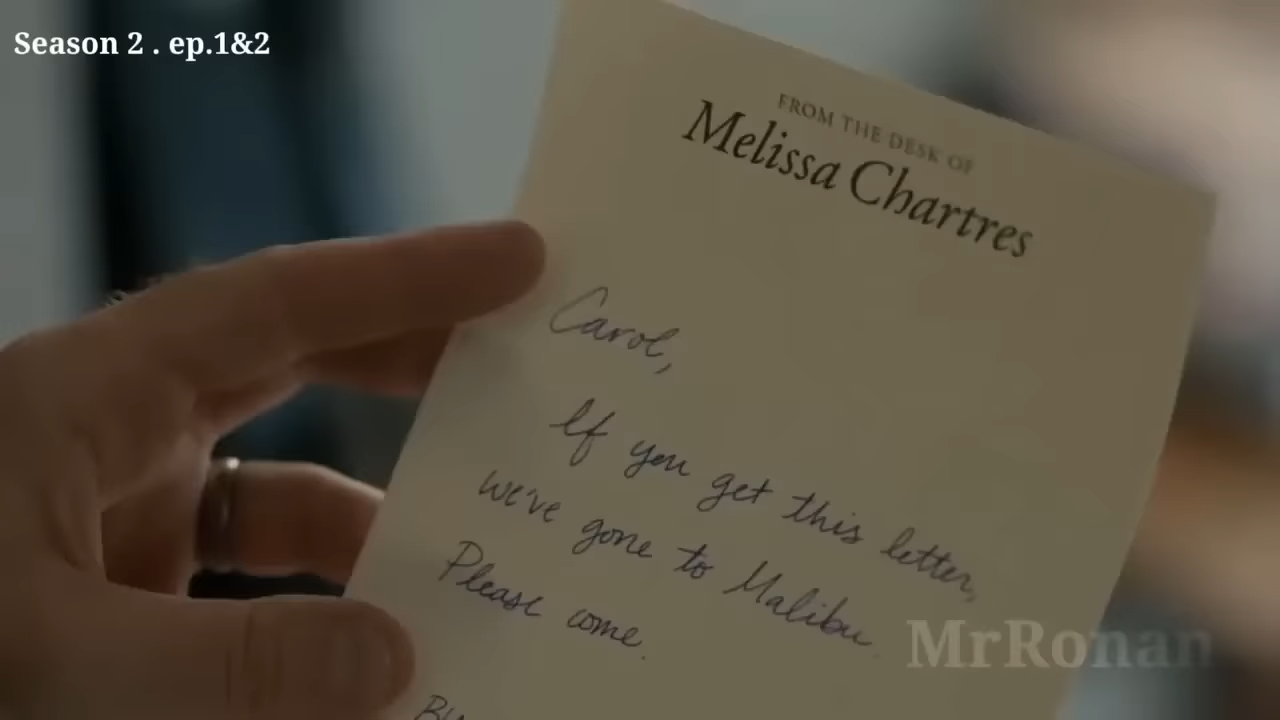 Season 2 . ep.1&2
FROM THE DESK OF
Melissa Chartres
Carol,
If you get this letter,
we've gone to Malibu.
Please come.
MrRonan